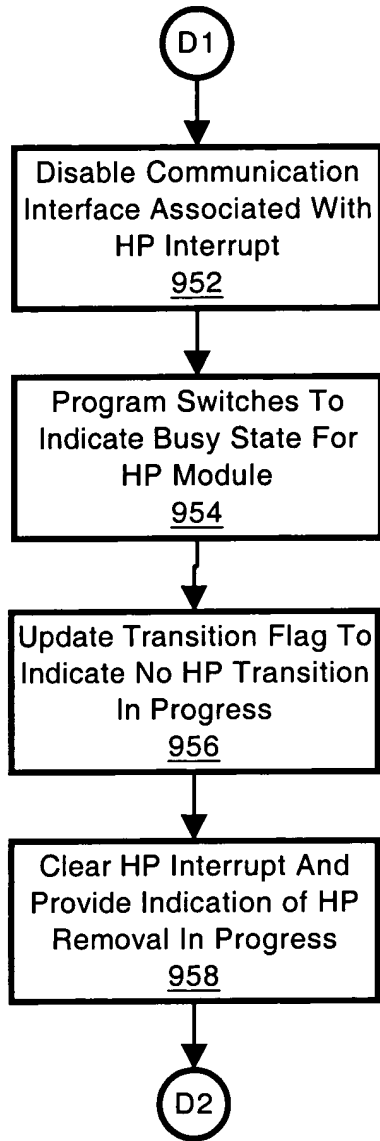 D1
Disable Communication
Interface Associated With
HP Interrupt
952
Program Switches To
Indicate Busy State For
HP Module
954
Update Transition Flag To
Indicate No HP Transition
In Progress
956
Clear HP Interrupt And
Provide Indication of HP
Removal In Progress
958
D2